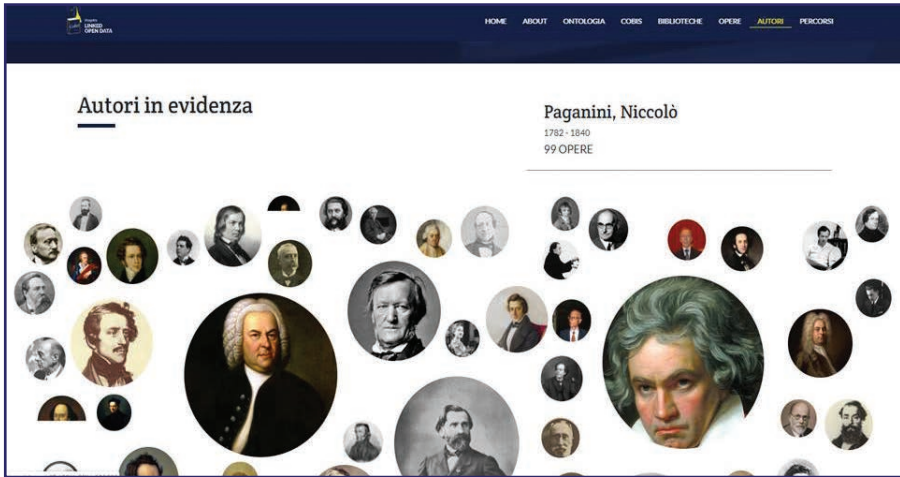 Progetto
LINKED
OPEN DATA
HOME ABOUT ONTOLOGIA COBIS BIBLIOTECHE OPERE AUTORI PERCORSI
Autori in evidenza
Paganini, Niccolò
1782 - 1840
99 OPERE